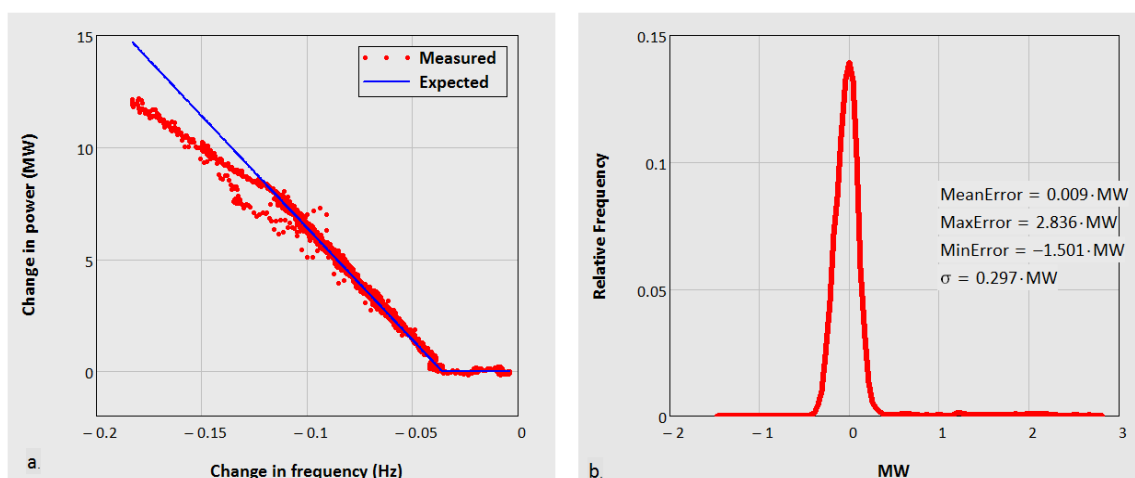 15
10
5
0
Change in power (MW)
Measured
Expected
− 0.2
− 0.15
− 0.1
− 0.05
0
a.
Change in frequency (Hz)
0.15
0.1
0.05
0
Relative Frequency
MeanError = 0.009·MW
MaxError = 2.836·MW
MinError = −1.501·MW
σ = 0.297·MW
− 2
− 1
0
1
2
3
b.
MW